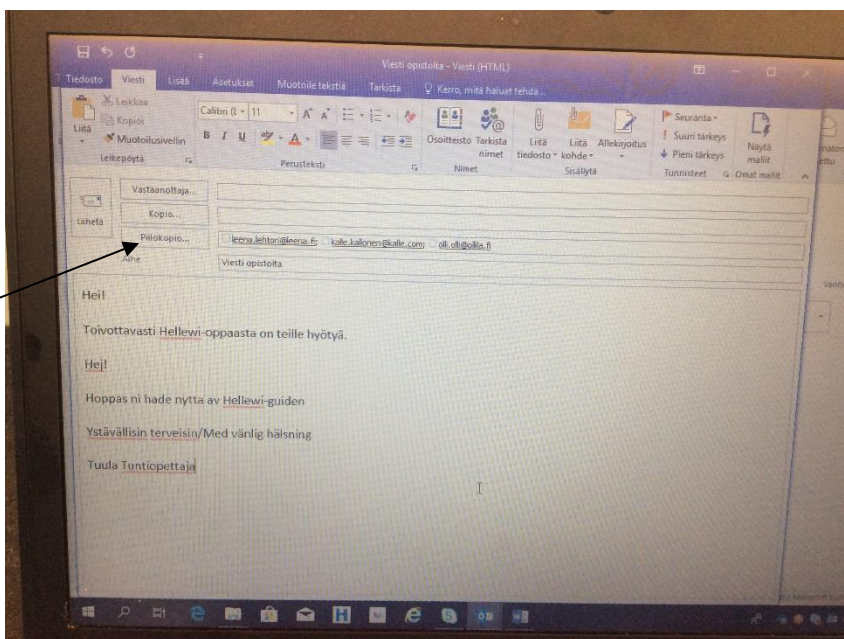 Viesti opistolta - Viesti (HTML)
Tiedosto Viesti Lisää Asetukset Muotoile tekstiä Tarkista Kerro, mitä haluat tehdä...
Liitä
Leikkaa
Kopioi
Muotoilusivellin
Leikepöytä
Calibri (L 11
B I U
Perusteksti
Osoitteisto Tarkista nimet
Nimet
Liitä tiedosto Liitä kohde Allekirjoitus
Sisällytä
Seuranta
Suuri tärkeys
Pieni tärkeys
Tunnisteet
Näytä mallit
Omat mallit
Lähetä
Vastaanottaja...
Kopio...
Piilokopio... leena.lehtori@leena.fi; kalle.kallonen@kalle.com; olli.olli@ollila.fi
Aihe Viesti opistolta
Hei!
Toivottavasti Hellewi-oppaasta on teille hyötyä.
Hej!
Hoppas ni hade nytta av Hellewi-guiden
Ystävällisin terveisin/Med vänlig hälsning
Tuula Tuntiopettaja